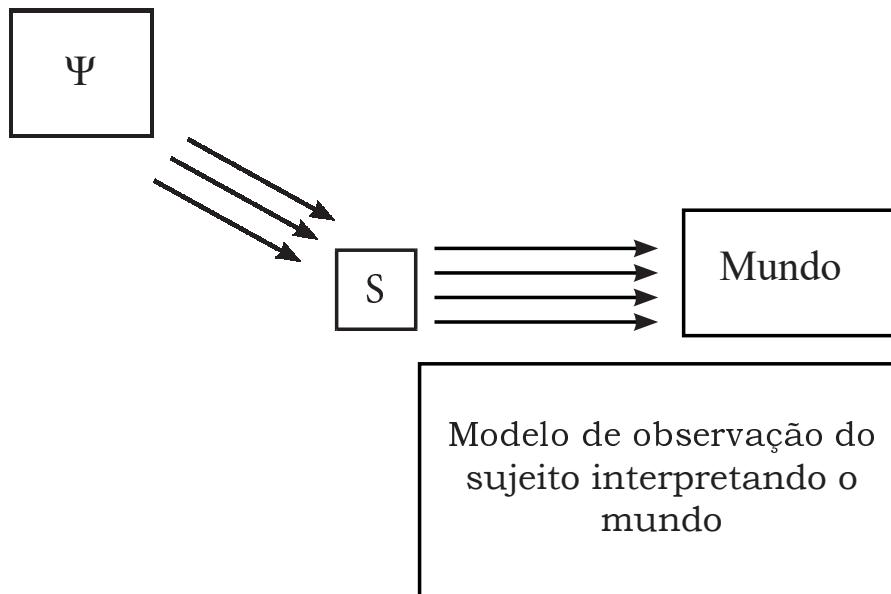 Ψ
S
Mundo
Modelo de observação do
sujeito interpretando o
mundo